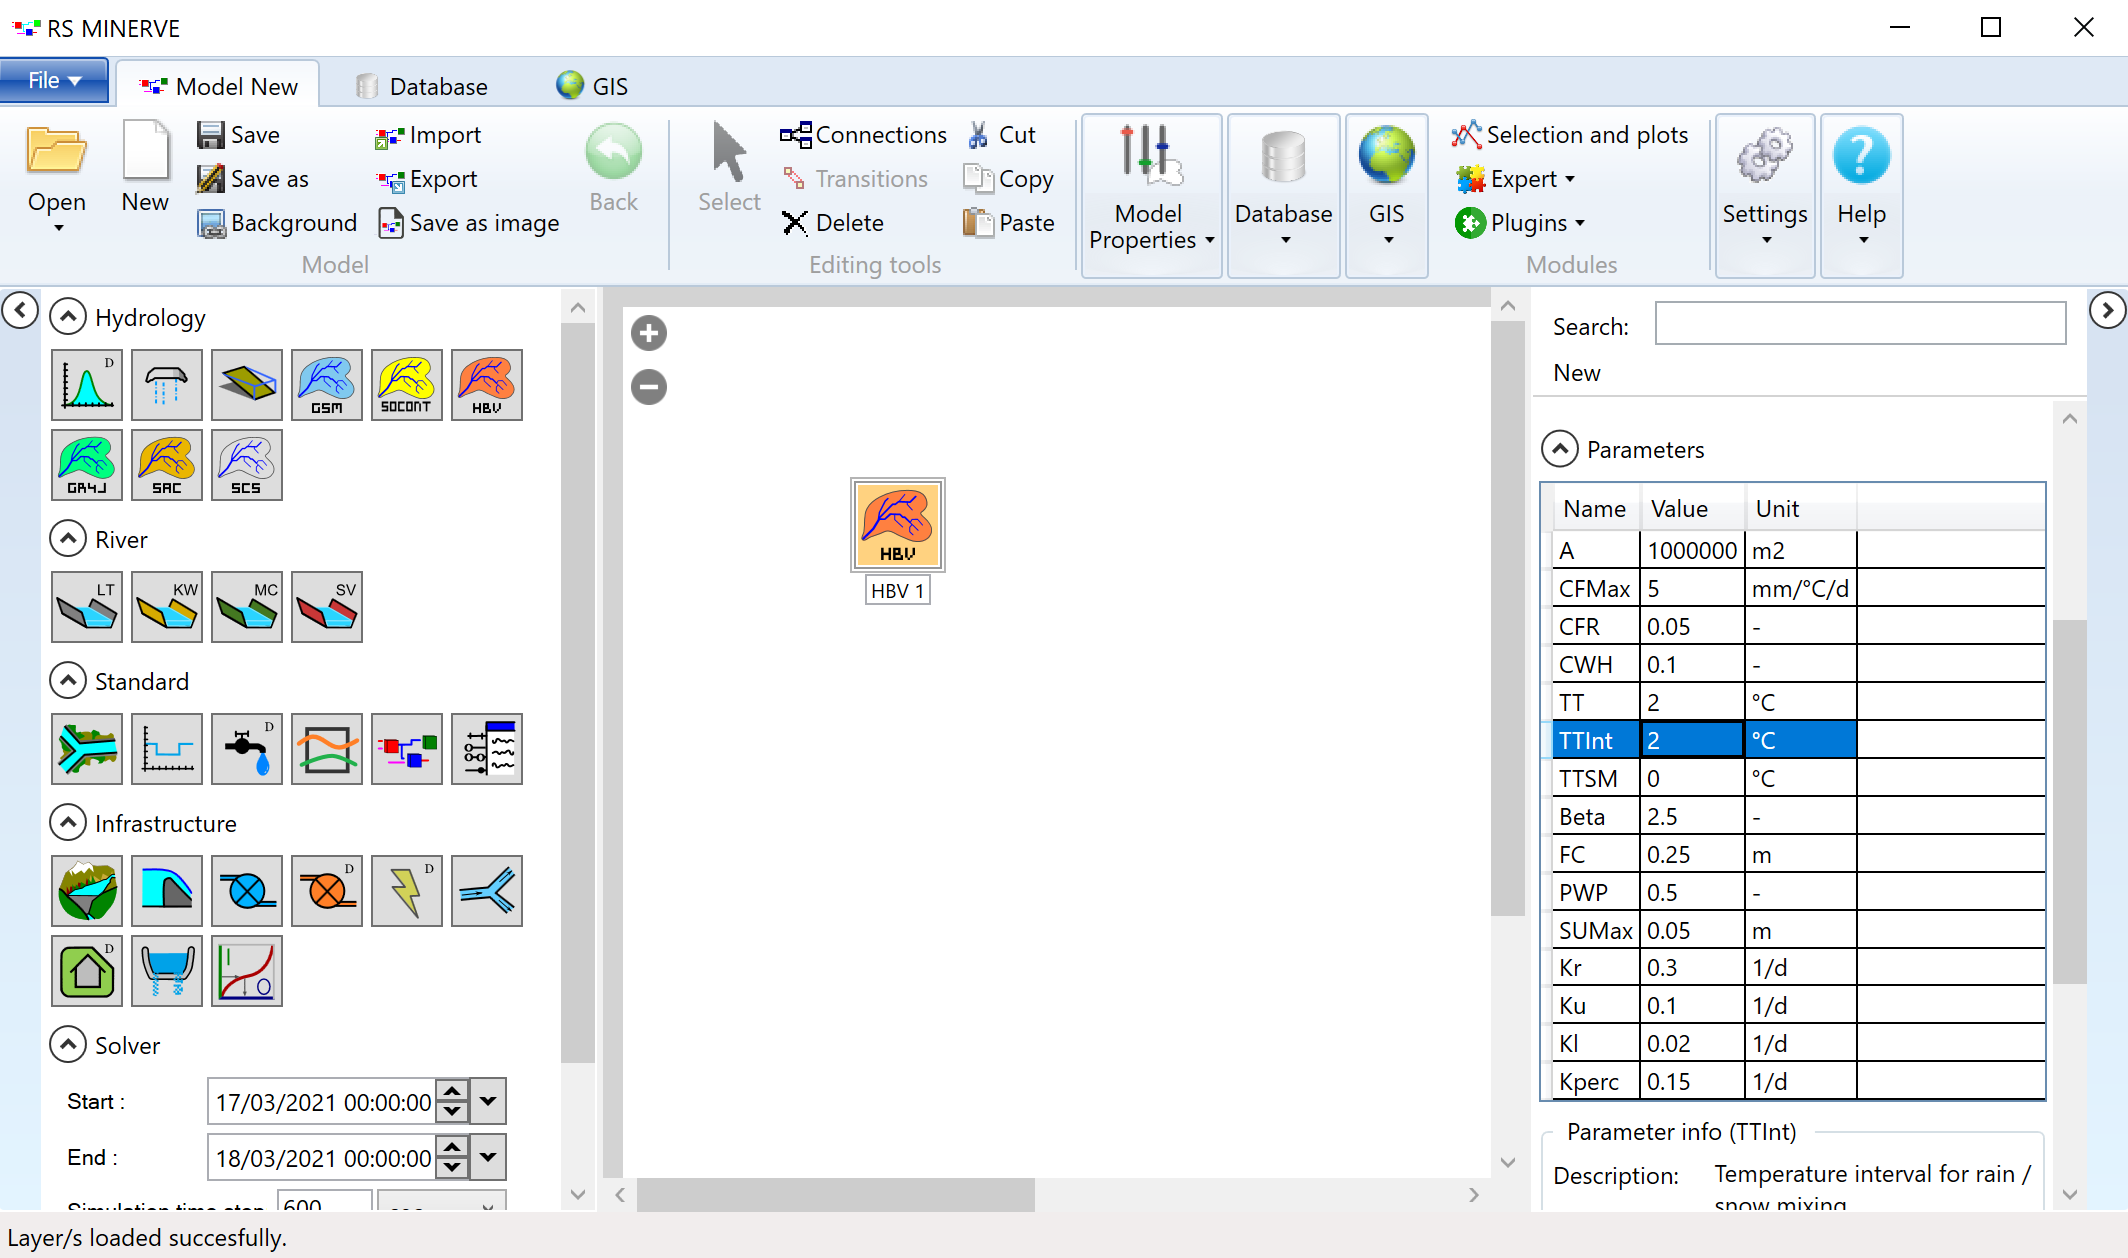 RS MINERVE
File
Model New
Database
GIS
Open
New
Save
Save as
Background
Import
Export
Save as image
Back
Model
Select
Connections
Transitions
Delete
Cut
Copy
Paste
Editing tools
Model
Properties
Database
GIS
Selection and plots
Expert
Plugins
Modules
Settings
Help
Hydrology
D
GSM
SOCONT
HBV
GR4J
SAC
SCS
River
LT
KW
MC
SV
Standard
D
Infrastructure
D
D
D
I
O
Solver
Start : 17/03/2021 00:00:00
End : 18/03/2021 00:00:00
Simulation time step 600
HBV
HBV 1
Search:
New
Parameters
Name Value Unit
A 1000000 m2
CFMax 5 mm/°C/d
CFR 0.05 -
CWH 0.1 -
TT 2 °C
TTInt 2 °C
TTSM 0 °C
Beta 2.5 -
FC 0.25 m
PWP 0.5 -
SUMax 0.05 m
Kr 0.3 1/d
Ku 0.1 1/d
Kl 0.02 1/d
Kperc 0.15 1/d
Parameter info (TTInt)
Description: Temperature interval for rain /
snow mixing
Layer/s loaded succesfully.